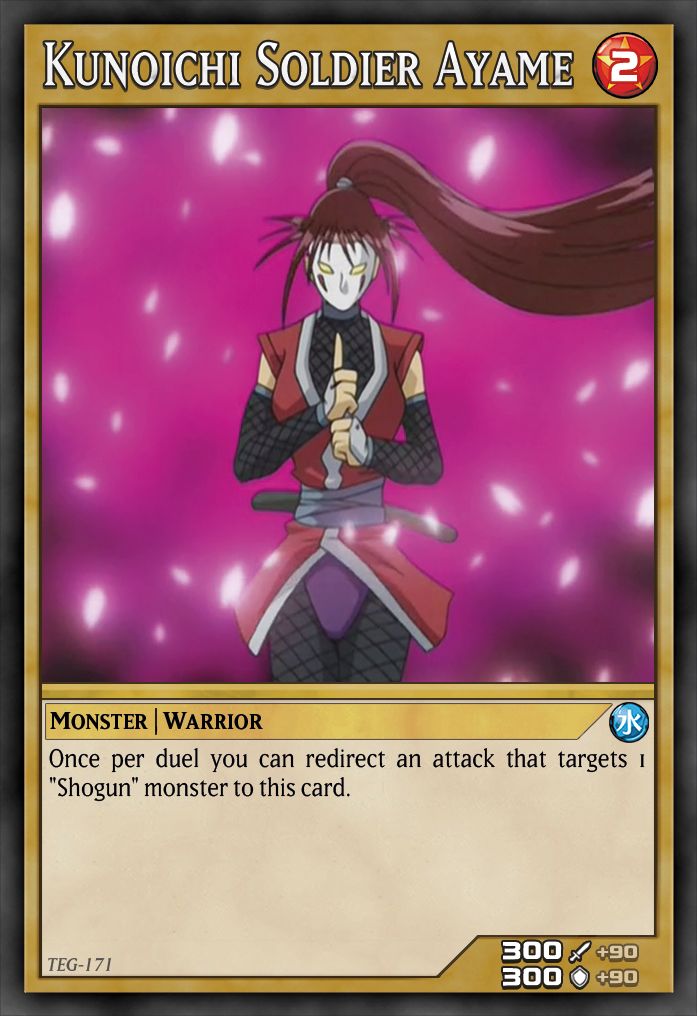 Kunoichi Soldier Ayame 2
Monster | Warrior 水
Once per duel you can redirect an attack that targets 1
"Shogun" monster to this card.
300 +90
TEG-171
300 +90